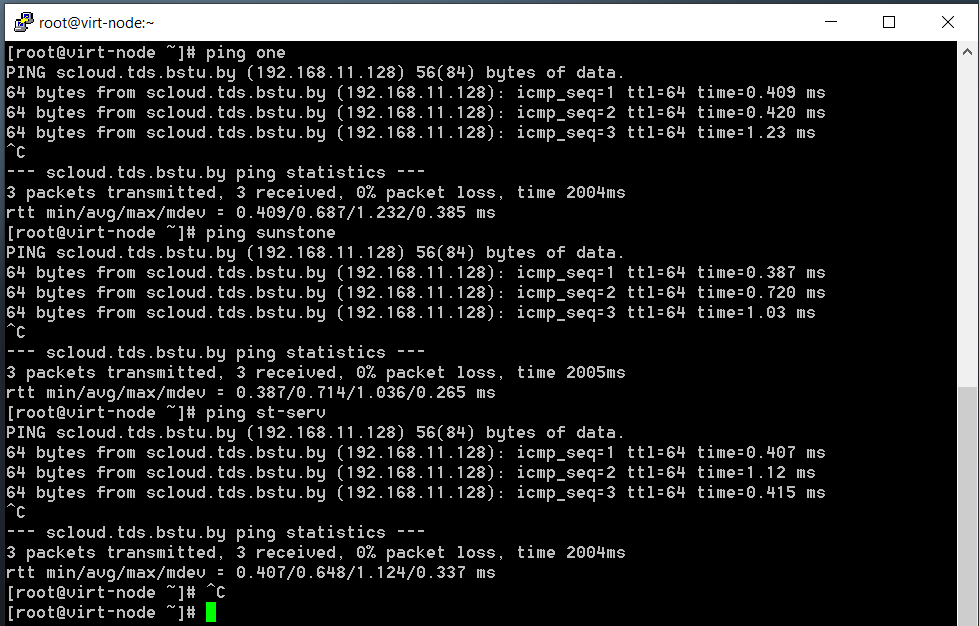 root@virt-node:~
[root@virt-node ~]# ping one
PING scloud.tds.bstu.by (192.168.11.128) 56(84) bytes of data.
64 bytes from scloud.tds.bstu.by (192.168.11.128): icmp_seq=1 ttl=64 time=0.409 ms
64 bytes from scloud.tds.bstu.by (192.168.11.128): icmp_seq=2 ttl=64 time=0.420 ms
64 bytes from scloud.tds.bstu.by (192.168.11.128): icmp_seq=3 ttl=64 time=1.23 ms
^C
--- scloud.tds.bstu.by ping statistics ---
3 packets transmitted, 3 received, 0% packet loss, time 2004ms
rtt min/avg/max/mdev = 0.409/0.687/1.232/0.385 ms
[root@virt-node ~]# ping sunstone
PING scloud.tds.bstu.by (192.168.11.128) 56(84) bytes of data.
64 bytes from scloud.tds.bstu.by (192.168.11.128): icmp_seq=1 ttl=64 time=0.387 ms
64 bytes from scloud.tds.bstu.by (192.168.11.128): icmp_seq=2 ttl=64 time=0.720 ms
64 bytes from scloud.tds.bstu.by (192.168.11.128): icmp_seq=3 ttl=64 time=1.03 ms
^C
--- scloud.tds.bstu.by ping statistics ---
3 packets transmitted, 3 received, 0% packet loss, time 2005ms
rtt min/avg/max/mdev = 0.387/0.714/1.036/0.265 ms
[root@virt-node ~]# ping st-serv
PING scloud.tds.bstu.by (192.168.11.128) 56(84) bytes of data.
64 bytes from scloud.tds.bstu.by (192.168.11.128): icmp_seq=1 ttl=64 time=0.407 ms
64 bytes from scloud.tds.bstu.by (192.168.11.128): icmp_seq=2 ttl=64 time=1.12 ms
64 bytes from scloud.tds.bstu.by (192.168.11.128): icmp_seq=3 ttl=64 time=0.415 ms
^C
--- scloud.tds.bstu.by ping statistics ---
3 packets transmitted, 3 received, 0% packet loss, time 2004ms
rtt min/avg/max/mdev = 0.407/0.648/1.124/0.337 ms
[root@virt-node ~]# ^C
[root@virt-node ~]#